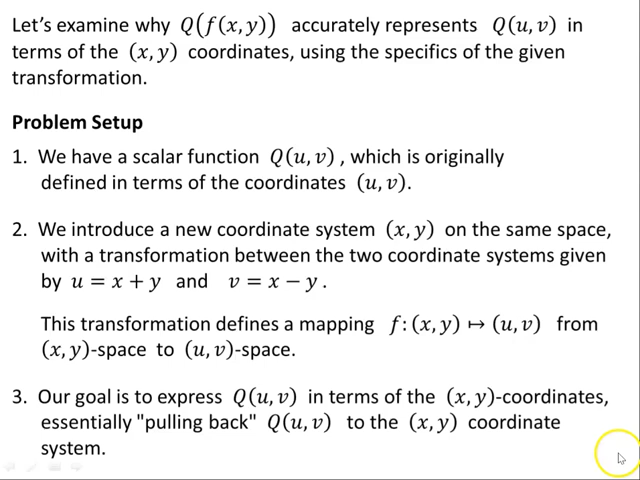 Let's examine why Q(f(x, y)) accurately represents Q(u, v) in
terms of the (x, y) coordinates, using the specifics of the given
transformation.
Problem Setup
1. We have a scalar function Q(u, v) , which is originally
defined in terms of the coordinates (u, v).
2. We introduce a new coordinate system (x, y) on the same space,
with a transformation between the two coordinate systems given
by u = x + y and v = x − y .
This transformation defines a mapping f: (x, y) ↦ (u, v) from
(x, y)-space to (u, v)-space.
3. Our goal is to express Q(u, v) in terms of the (x, y)-coordinates,
essentially "pulling back" Q(u, v) to the (x, y) coordinate
system.